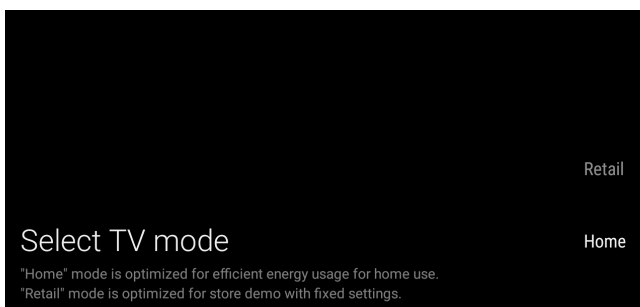 Retail
Select TV mode
Home
"Home" mode is optimized for efficient energy usage for home use.
"Retail" mode is optimized for store demo with fixed settings.